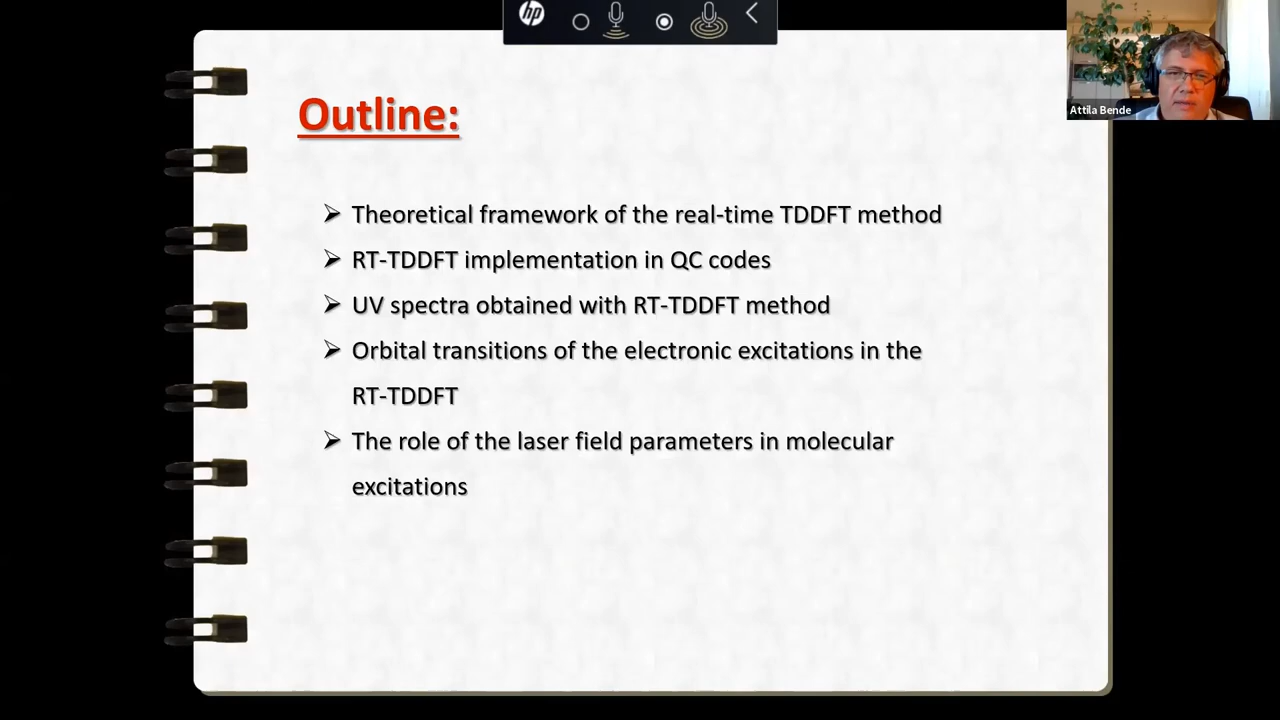 hp
Attila Bende
Outline:
Theoretical framework of the real-time TDDFT method
RT-TDDFT implementation in QC codes
UV spectra obtained with RT-TDDFT method
Orbital transitions of the electronic excitations in the
RT-TDDFT
The role of the laser field parameters in molecular
excitations